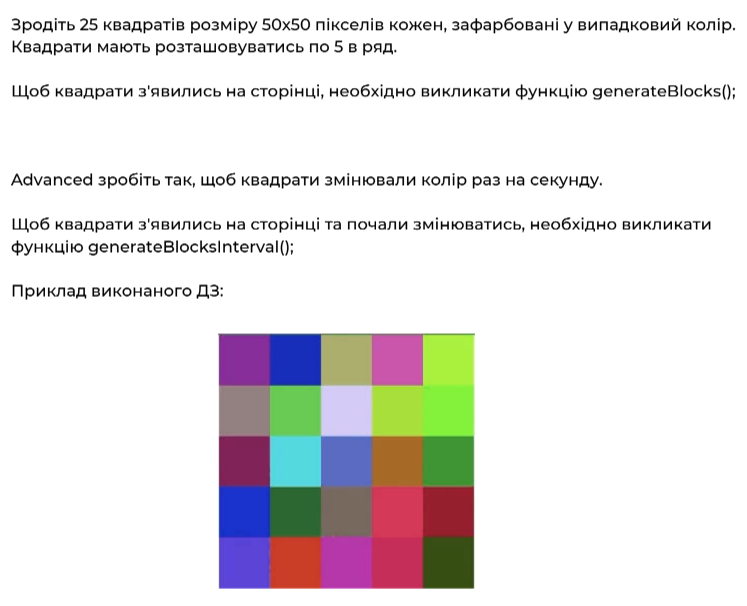 Зродіть 25 квадратів розміру 50х50 пікселів кожен, зафарбовані у випадковий колір.
Квадрати мають розташовуватись по 5 в ряд.
Щоб квадрати з'явились на сторінці, необхідно викликати функцію generateBlocks();
Advanced зробіть так, щоб квадрати змінювали колір раз на секунду.
Щоб квадрати з'явились на сторінці та почали змінюватись, необхідно викликати
функцію generateBlocksInterval();
Приклад виконаного ДЗ: